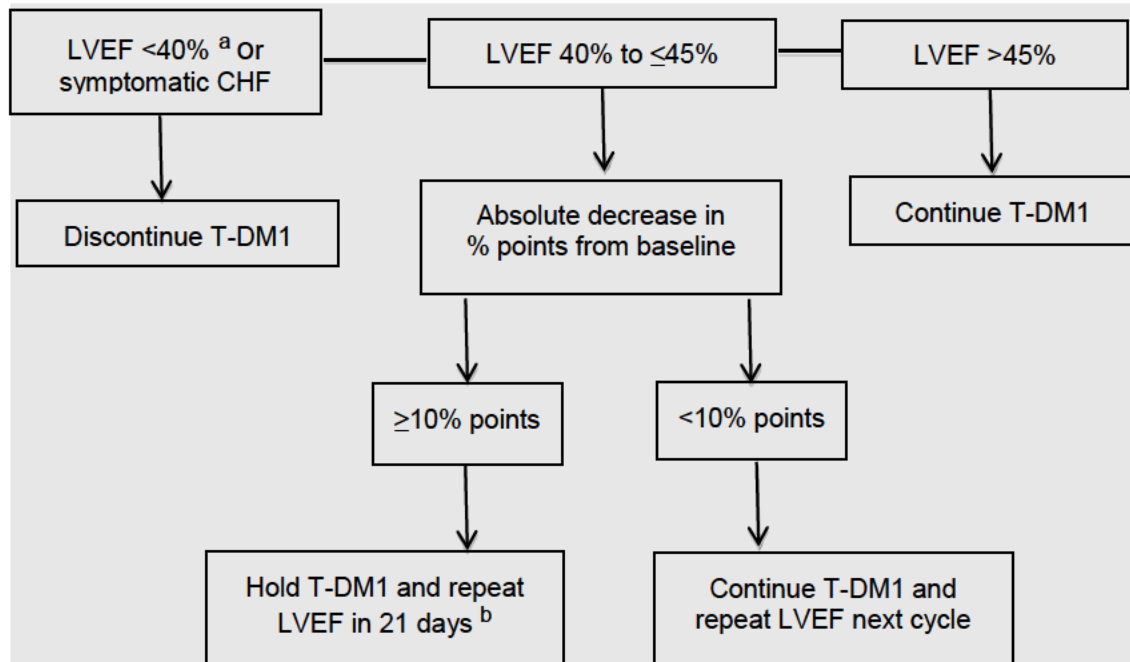 LVEF <40% a or
symptomatic CHF
LVEF 40% to ≤45%
LVEF >45%
Discontinue T-DM1
Absolute decrease in
% points from baseline
Continue T-DM1
≥10% points
<10% points
Hold T-DM1 and repeat
LVEF in 21 days b
Continue T-DM1 and
repeat LVEF next cycle